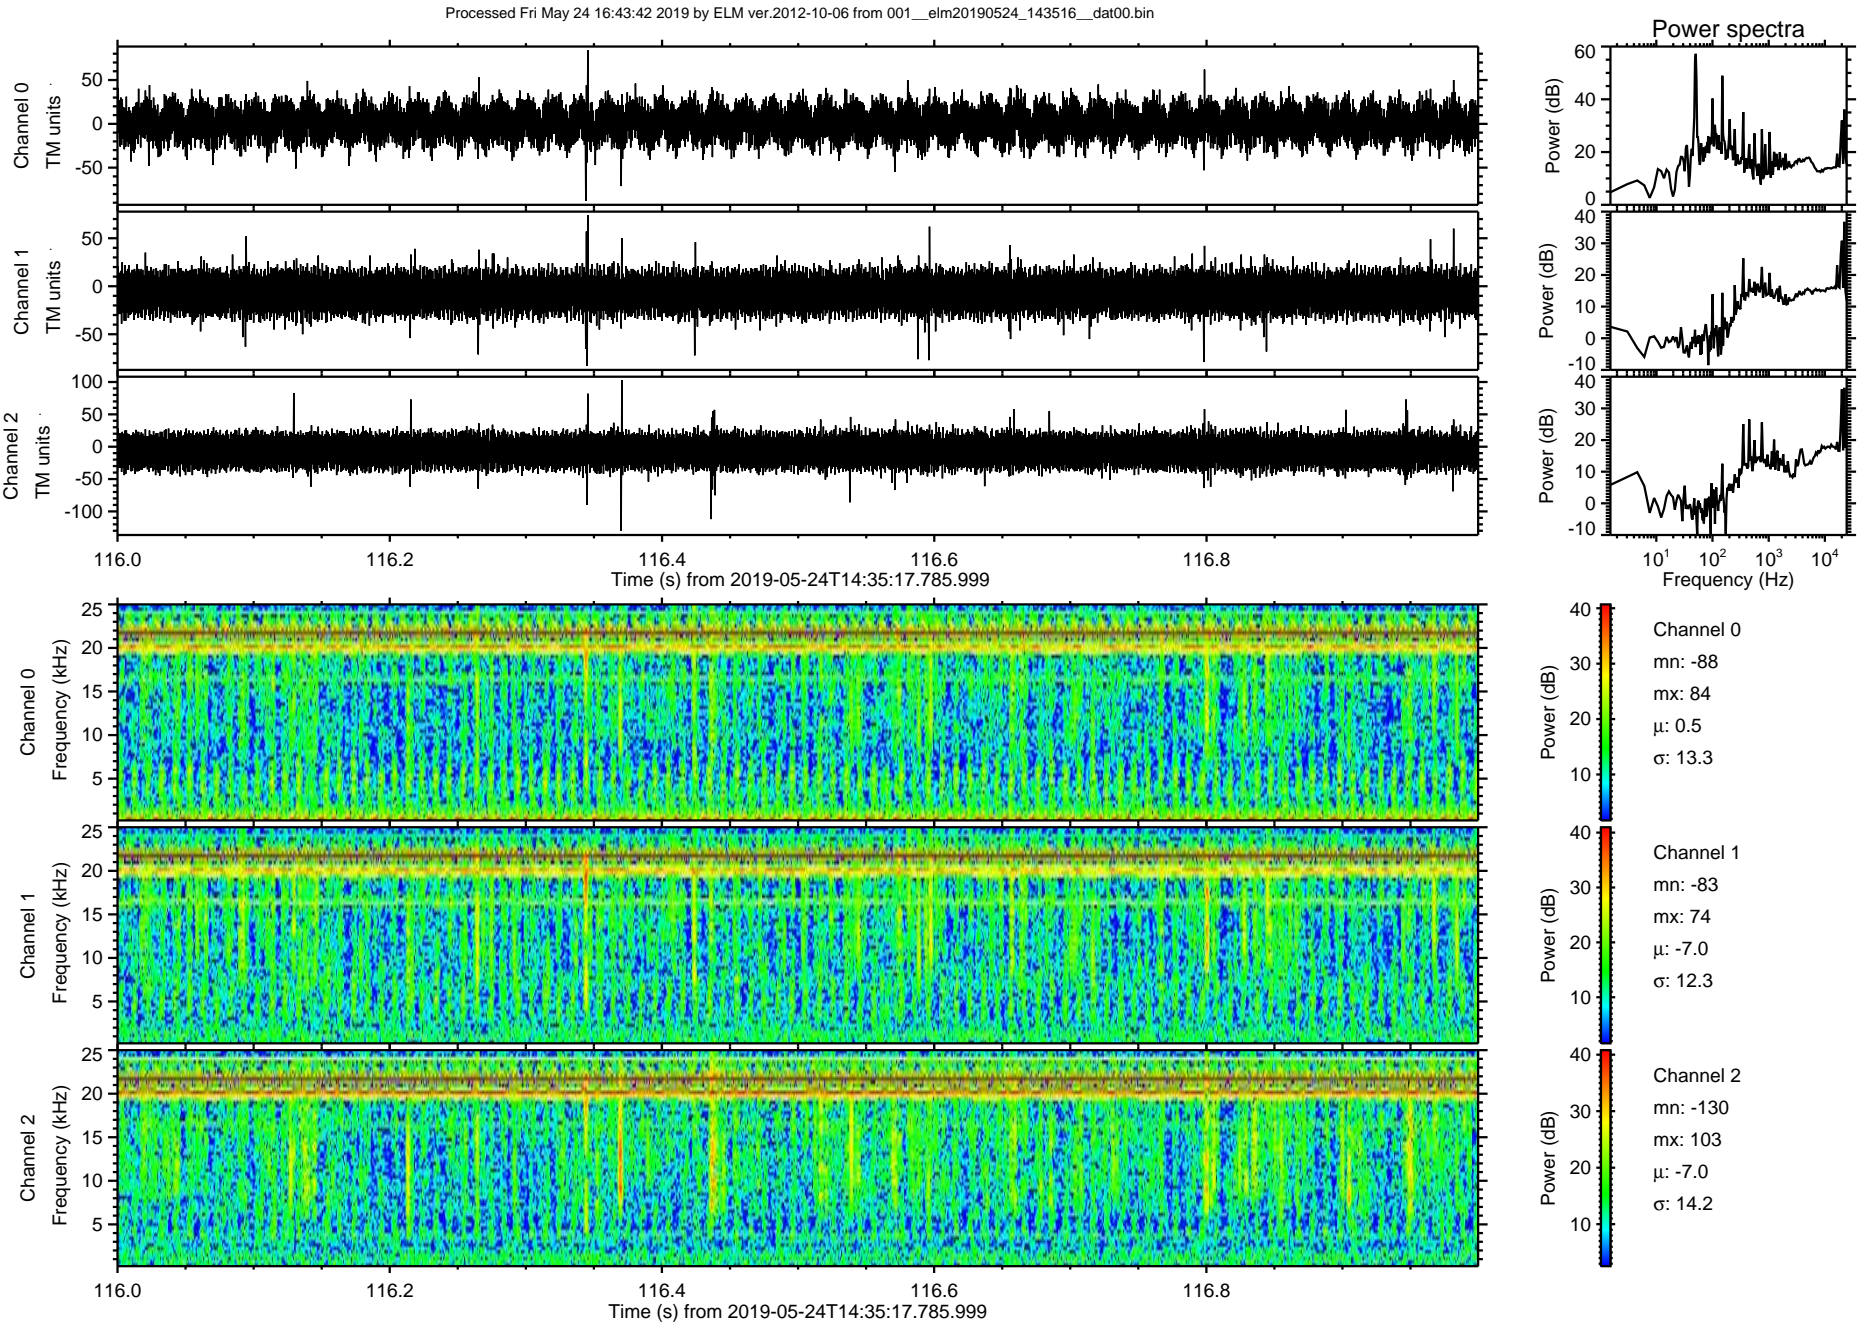 Processed Fri May 24 16:43:42 2019 by ELM ver.2012-10-06 from 001__elm20190524_143516__dat00.bin
Power spectra
Channel 0
TM units
50
0
-50
Power (dB)
60
40
20
0
Channel 1
TM units
50
0
-50
Power (dB)
40
30
20
10
0
-10
Channel 2
TM units
100
50
0
-50
-100
Power (dB)
40
30
20
10
0
-10
116.0 116.2 116.4 116.6 116.8
Time (s) from 2019-05-24T14:35:17.785.999
10^1 10^2 10^3 10^4
Frequency (Hz)
Channel 0
Frequency (kHz)
25
20
15
10
5
Power (dB)
40
30
20
10
Channel 0
mn: -88
mx: 84
μ: 0.5
σ: 13.3
Channel 1
Frequency (kHz)
25
20
15
10
5
Power (dB)
40
30
20
10
Channel 1
mn: -83
mx: 74
μ: -7.0
σ: 12.3
Channel 2
Frequency (kHz)
25
20
15
10
5
Power (dB)
40
30
20
10
Channel 2
mn: -130
mx: 103
μ: -7.0
σ: 14.2
116.0 116.2 116.4 116.6 116.8
Time (s) from 2019-05-24T14:35:17.785.999